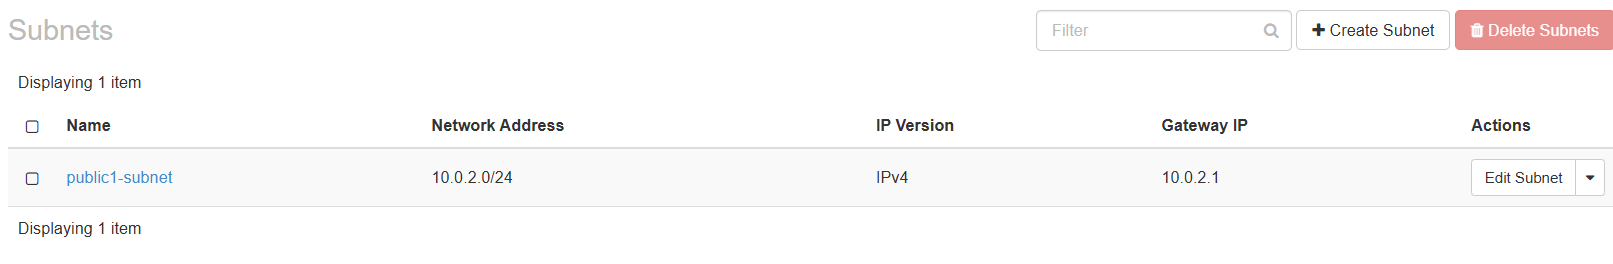 Subnets
Filter
Create Subnet
Delete Subnets
Displaying 1 item
Name Network Address IP Version Gateway IP Actions
public1-subnet 10.0.2.0/24 IPv4 10.0.2.1 Edit Subnet
Displaying 1 item